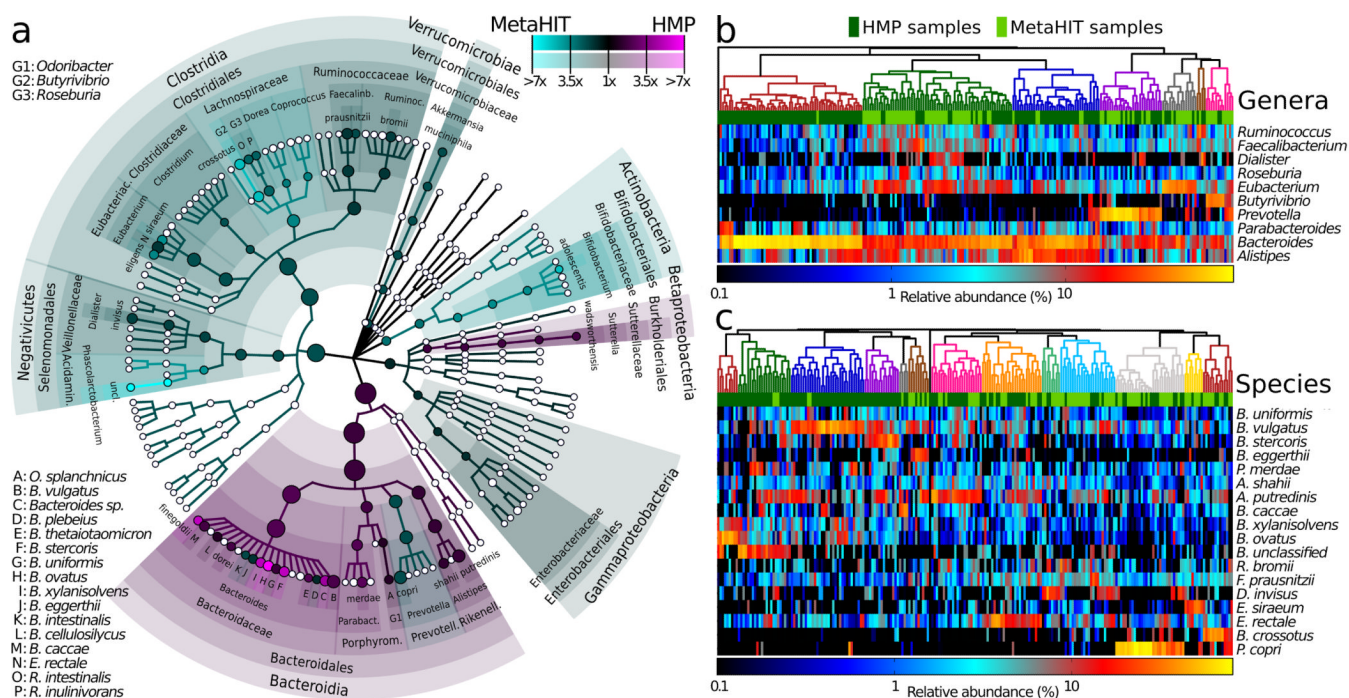 a
G1: Odoribacter
G2: Butyrivibrio
G3: Roseburia
MetaHIT HMP
>7x 3.5x 1x 3.5x >7x
Verrucomicrobiae
Verrucomicrobiales
Verrucomicrobiaceae
Akkermansia
muciniphila
Clostridia
Clostridiales
Lachnospiraceae
G2 G3 Dorea Coprococcus
crossotus O P
Ruminococcaceae
Faecalinb. Ruminoc.
prausnitzii bromii
Clostridiaceae
Clostridium
Eubacteriac.
Eubacterium
eligens N siraeum
Negativicutes
Selenomonadales
Veillonellaceae
Dialister
invisus
Acidamin.
Phascolarctobacterium
uncl.
Actinobacteria
Bifidobacteriales
Bifidobacteriaceae
Bifidobacterium
adolescentis
Betaproteobacteria
Burkholderiales
Sutterellaceae
Sutterella
wadsworthensis
Gammaproteobacteria
Enterobacteriales
Enterobacteriaceae
finegoldii M L dorei K J I H G F E D C B
merdae A copri shahii putredinis
Bacteroides Parabact. G1 Prevotella Alistipes
Bacteroidaceae Porphyrom. Prevotell. Rikenell.
Bacteroidales
Bacteroidia
A: O. splanchnicus
B: B. vulgatus
C: Bacteroides sp.
D: B. plebeius
E: B. thetaiotaomicron
F: B. stercoris
G: B. uniformis
H: B. ovatus
I: B. xylanisolvens
J: B. eggerthii
K: B. intestinalis
L: B. cellulosilycus
M: B. caccae
N: E. rectale
O: R. intestinalis
P: R. inulinivorans
b
HMP samples MetaHIT samples
Genera
Ruminococcus
Faecalibacterium
Dialister
Roseburia
Eubacterium
Butyrivibrio
Prevotella
Parabacteroides
Bacteroides
Alistipes
0.1 1 Relative abundance (%) 10
c
Species
B. uniformis
B. vulgatus
B. stercoris
B. eggerthii
P. merdae
A. shahii
A. putredinis
B. caccae
B. xylanisolvens
B. ovatus
B. unclassified
R. bromii
F. prausnitzii
D. invisus
E. siraeum
E. rectale
B. crossotus
P. copri
0.1 1 Relative abundance (%) 10